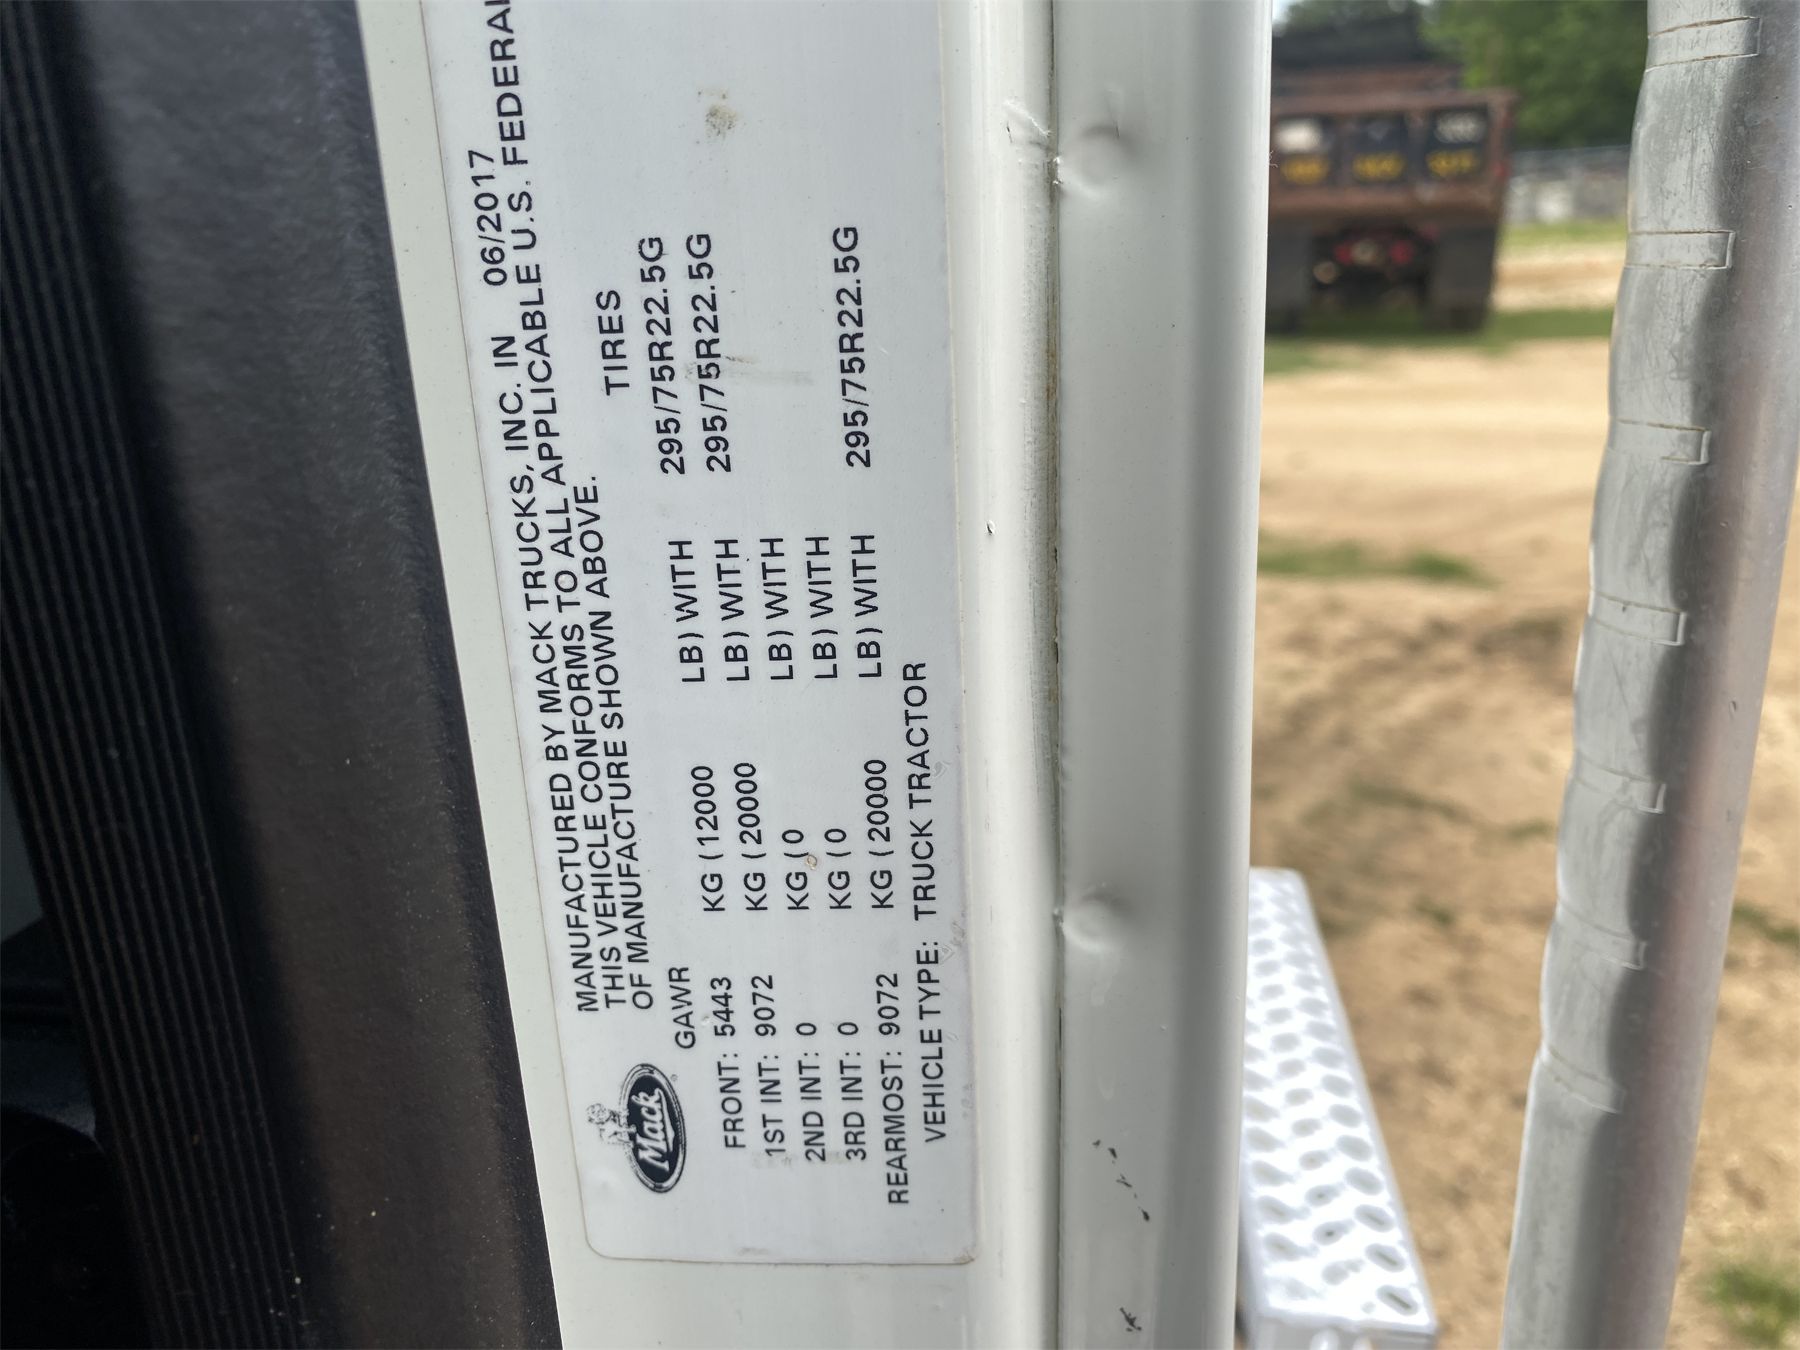 MANUFACTURED BY MACK TRUCKS, INC. IN 06/2017
THIS VEHICLE CONFORMS TO ALL APPLICABLE U.S. FEDERAL
OF MANUFACTURE SHOWN ABOVE.
Mack
GAWR TIRES
FRONT: 5443 KG (12000 LB) WITH 295/75R22.5G
1ST INT: 9072 KG (20000 LB) WITH 295/75R22.5G
2ND INT: 0 KG (0 LB) WITH
3RD INT: 0 KG (0 LB) WITH
REARMOST: 9072 KG (20000 LB) WITH 295/75R22.5G
VEHICLE TYPE: TRUCK TRACTOR